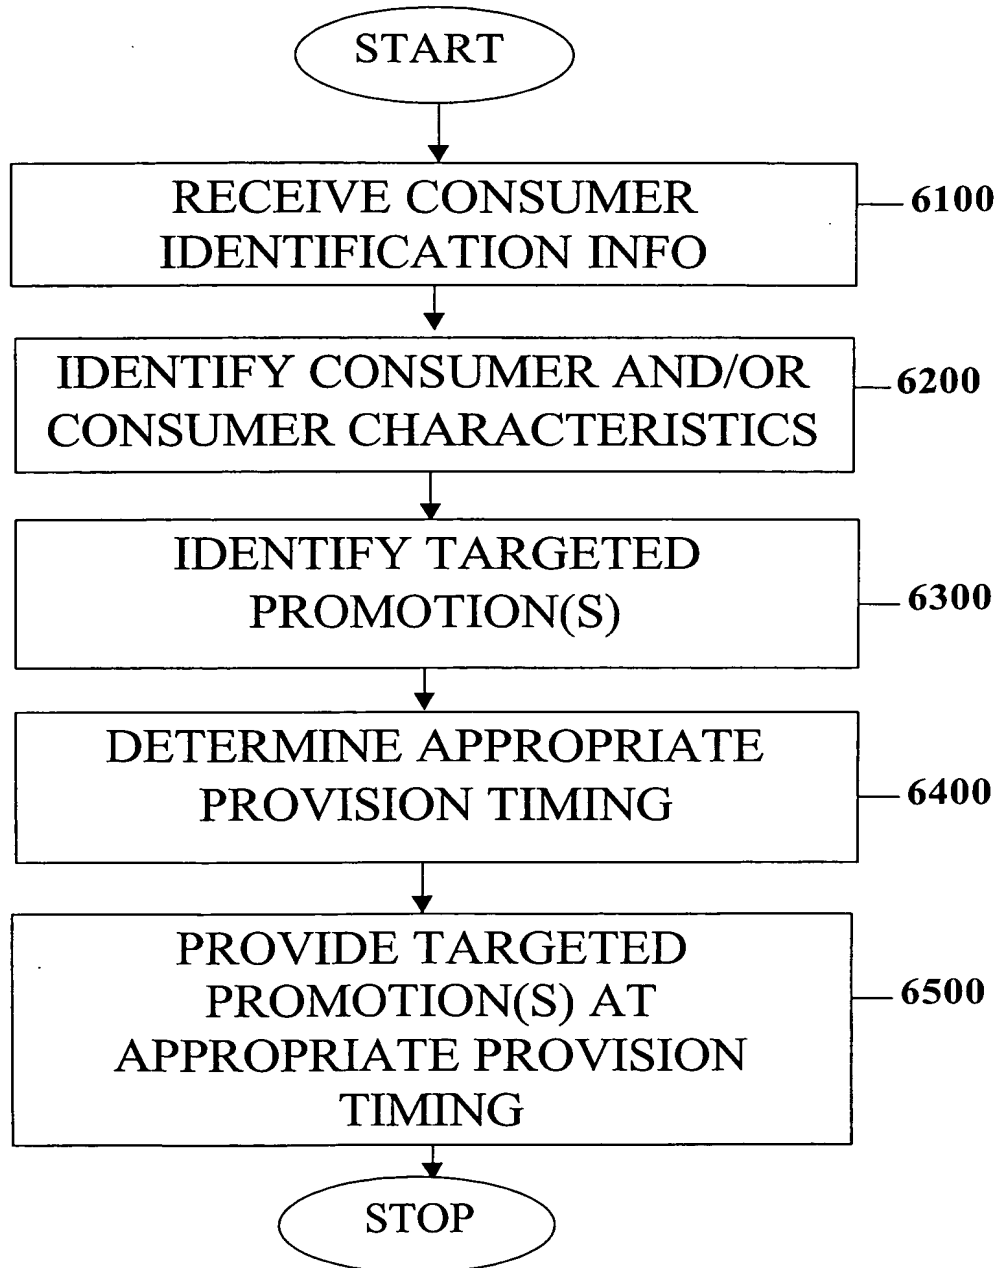 START
RECEIVE CONSUMER
IDENTIFICATION INFO
6100
IDENTIFY CONSUMER AND/OR
CONSUMER CHARACTERISTICS
6200
IDENTIFY TARGETED
PROMOTION(S)
6300
DETERMINE APPROPRIATE
PROVISION TIMING
6400
PROVIDE TARGETED
PROMOTION(S) AT
APPROPRIATE PROVISION
TIMING
6500
STOP